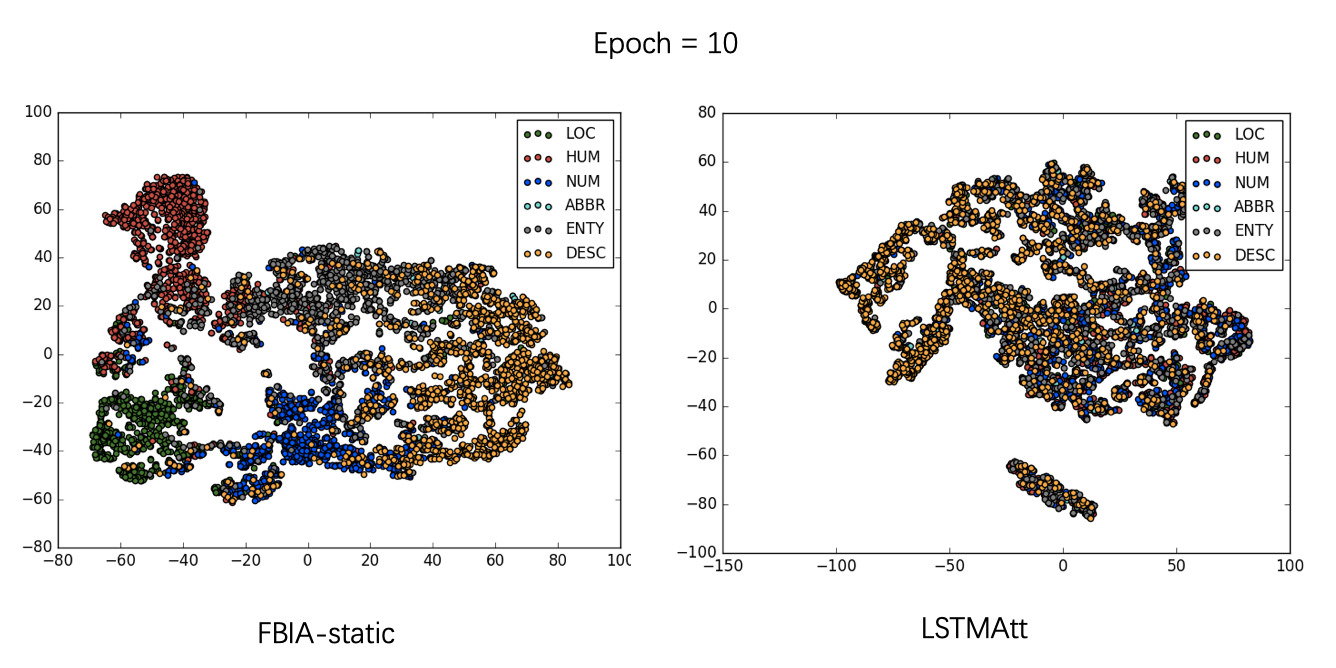 Epoch = 10
100
80
60
40
20
0
−20
−40
−60
−80
−80 −60 −40 −20 0 20 40 60 80 10
LOC
HUM
NUM
ABBR
ENTY
DESC
FBIA-static
80
60
40
20
0
−20
−40
−60
−80
−100
−150 −100 −50 0 50 100
LOC
HUM
NUM
ABBR
ENTY
DESC
LSTMAtt